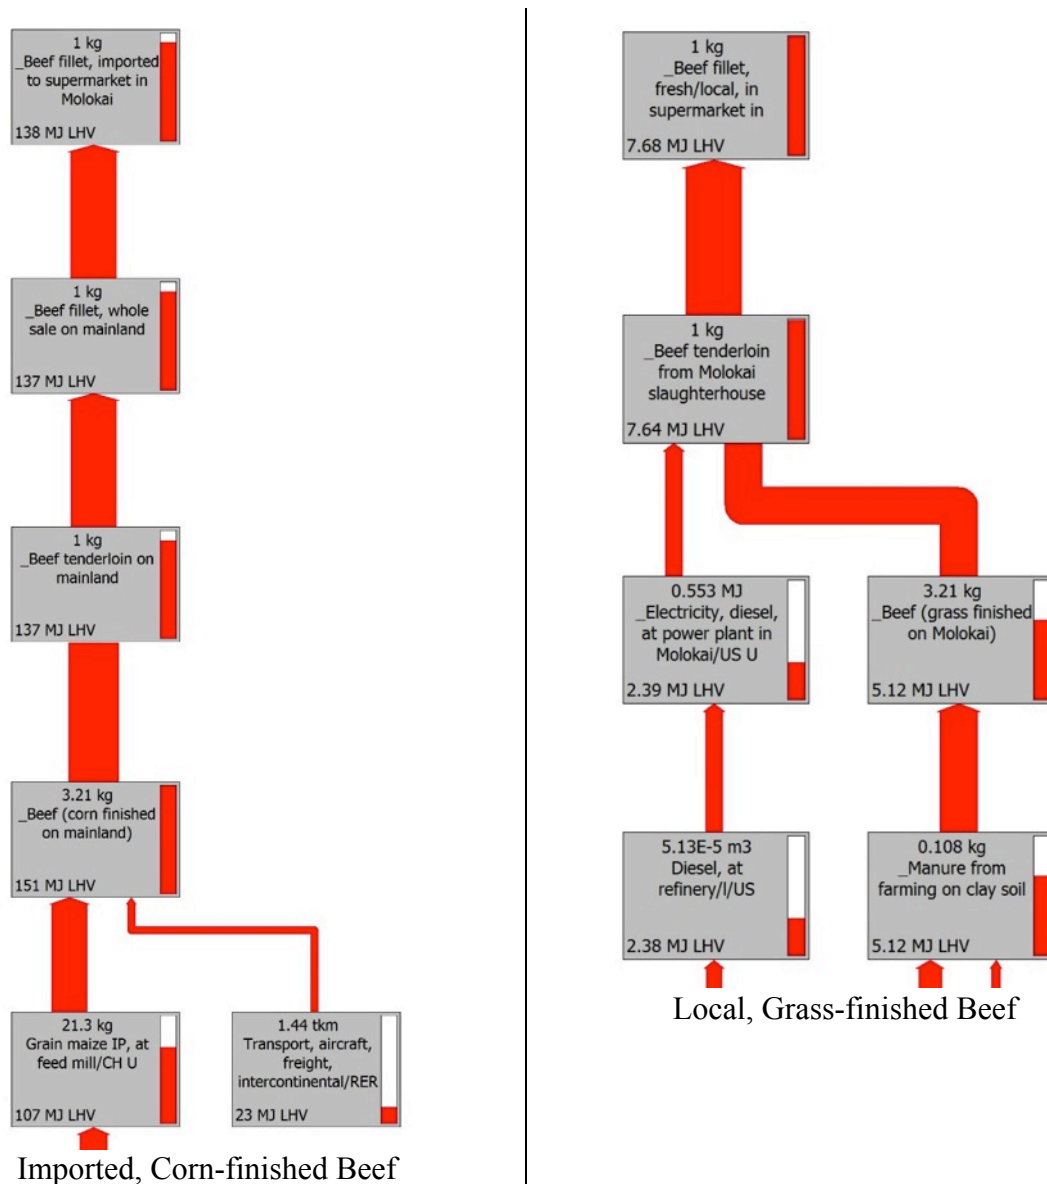 1 kg
_Beef fillet, imported
to supermarket in
Molokai
138 MJ LHV
1 kg
_Beef fillet, whole
sale on mainland
137 MJ LHV
1 kg
_Beef tenderloin on
mainland
137 MJ LHV
3.21 kg
_Beef (corn finished
on mainland)
151 MJ LHV
21.3 kg
Grain maize IP, at
feed mill/CH U
107 MJ LHV
1.44 tkm
Transport, aircraft,
freight,
intercontinental/RER
23 MJ LHV
Imported, Corn-finished Beef
1 kg
_Beef fillet,
fresh/local, in
supermarket in
7.68 MJ LHV
1 kg
_Beef tenderloin
from Molokai
slaughterhouse
7.64 MJ LHV
0.553 MJ
_Electricity, diesel,
at power plant in
Molokai/US U
2.39 MJ LHV
3.21 kg
_Beef (grass finished
on Molokai)
5.12 MJ LHV
5.13E-5 m3
Diesel, at
refinery/l/US
2.38 MJ LHV
0.108 kg
_Manure from
farming on clay soil
5.12 MJ LHV
Local, Grass-finished Beef